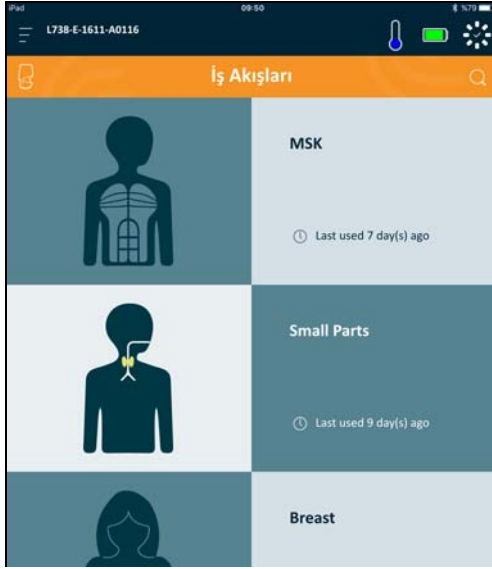 iPad 09:50 %79
L738-E-1611-A0116
İş Akışları
MSK
Last used 7 day(s) ago
Small Parts
Last used 9 day(s) ago
Breast